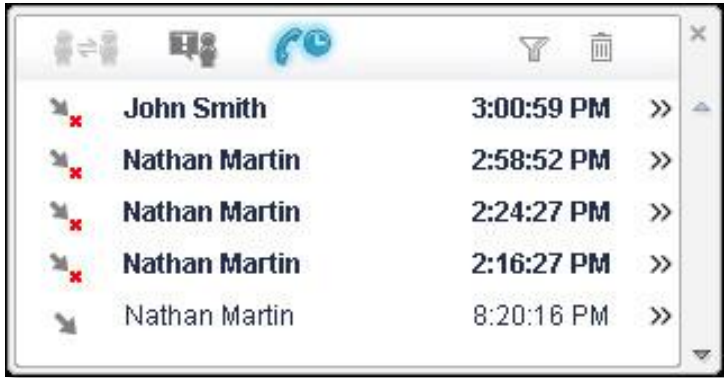 John Smith 3:00:59 PM »
Nathan Martin 2:58:52 PM »
Nathan Martin 2:24:27 PM »
Nathan Martin 2:16:27 PM »
Nathan Martin 8:20:16 PM »